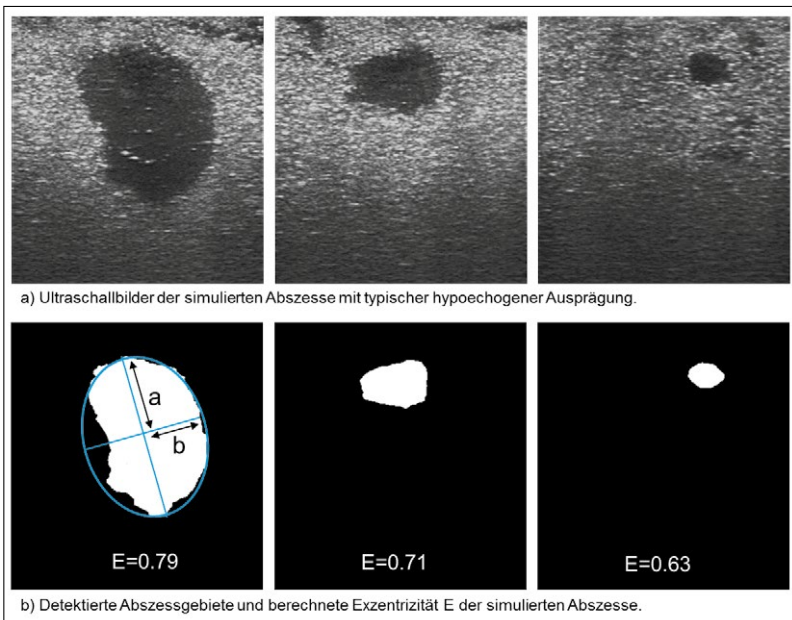 a) Ultraschallbilder der simulierten Abszesse mit typischer hypoechogener Ausprägung.
a
b
E=0.79
E=0.71
E=0.63
b) Detektierte Abszessgebiete und berechnete Exzentrizität E der simulierten Abszesse.